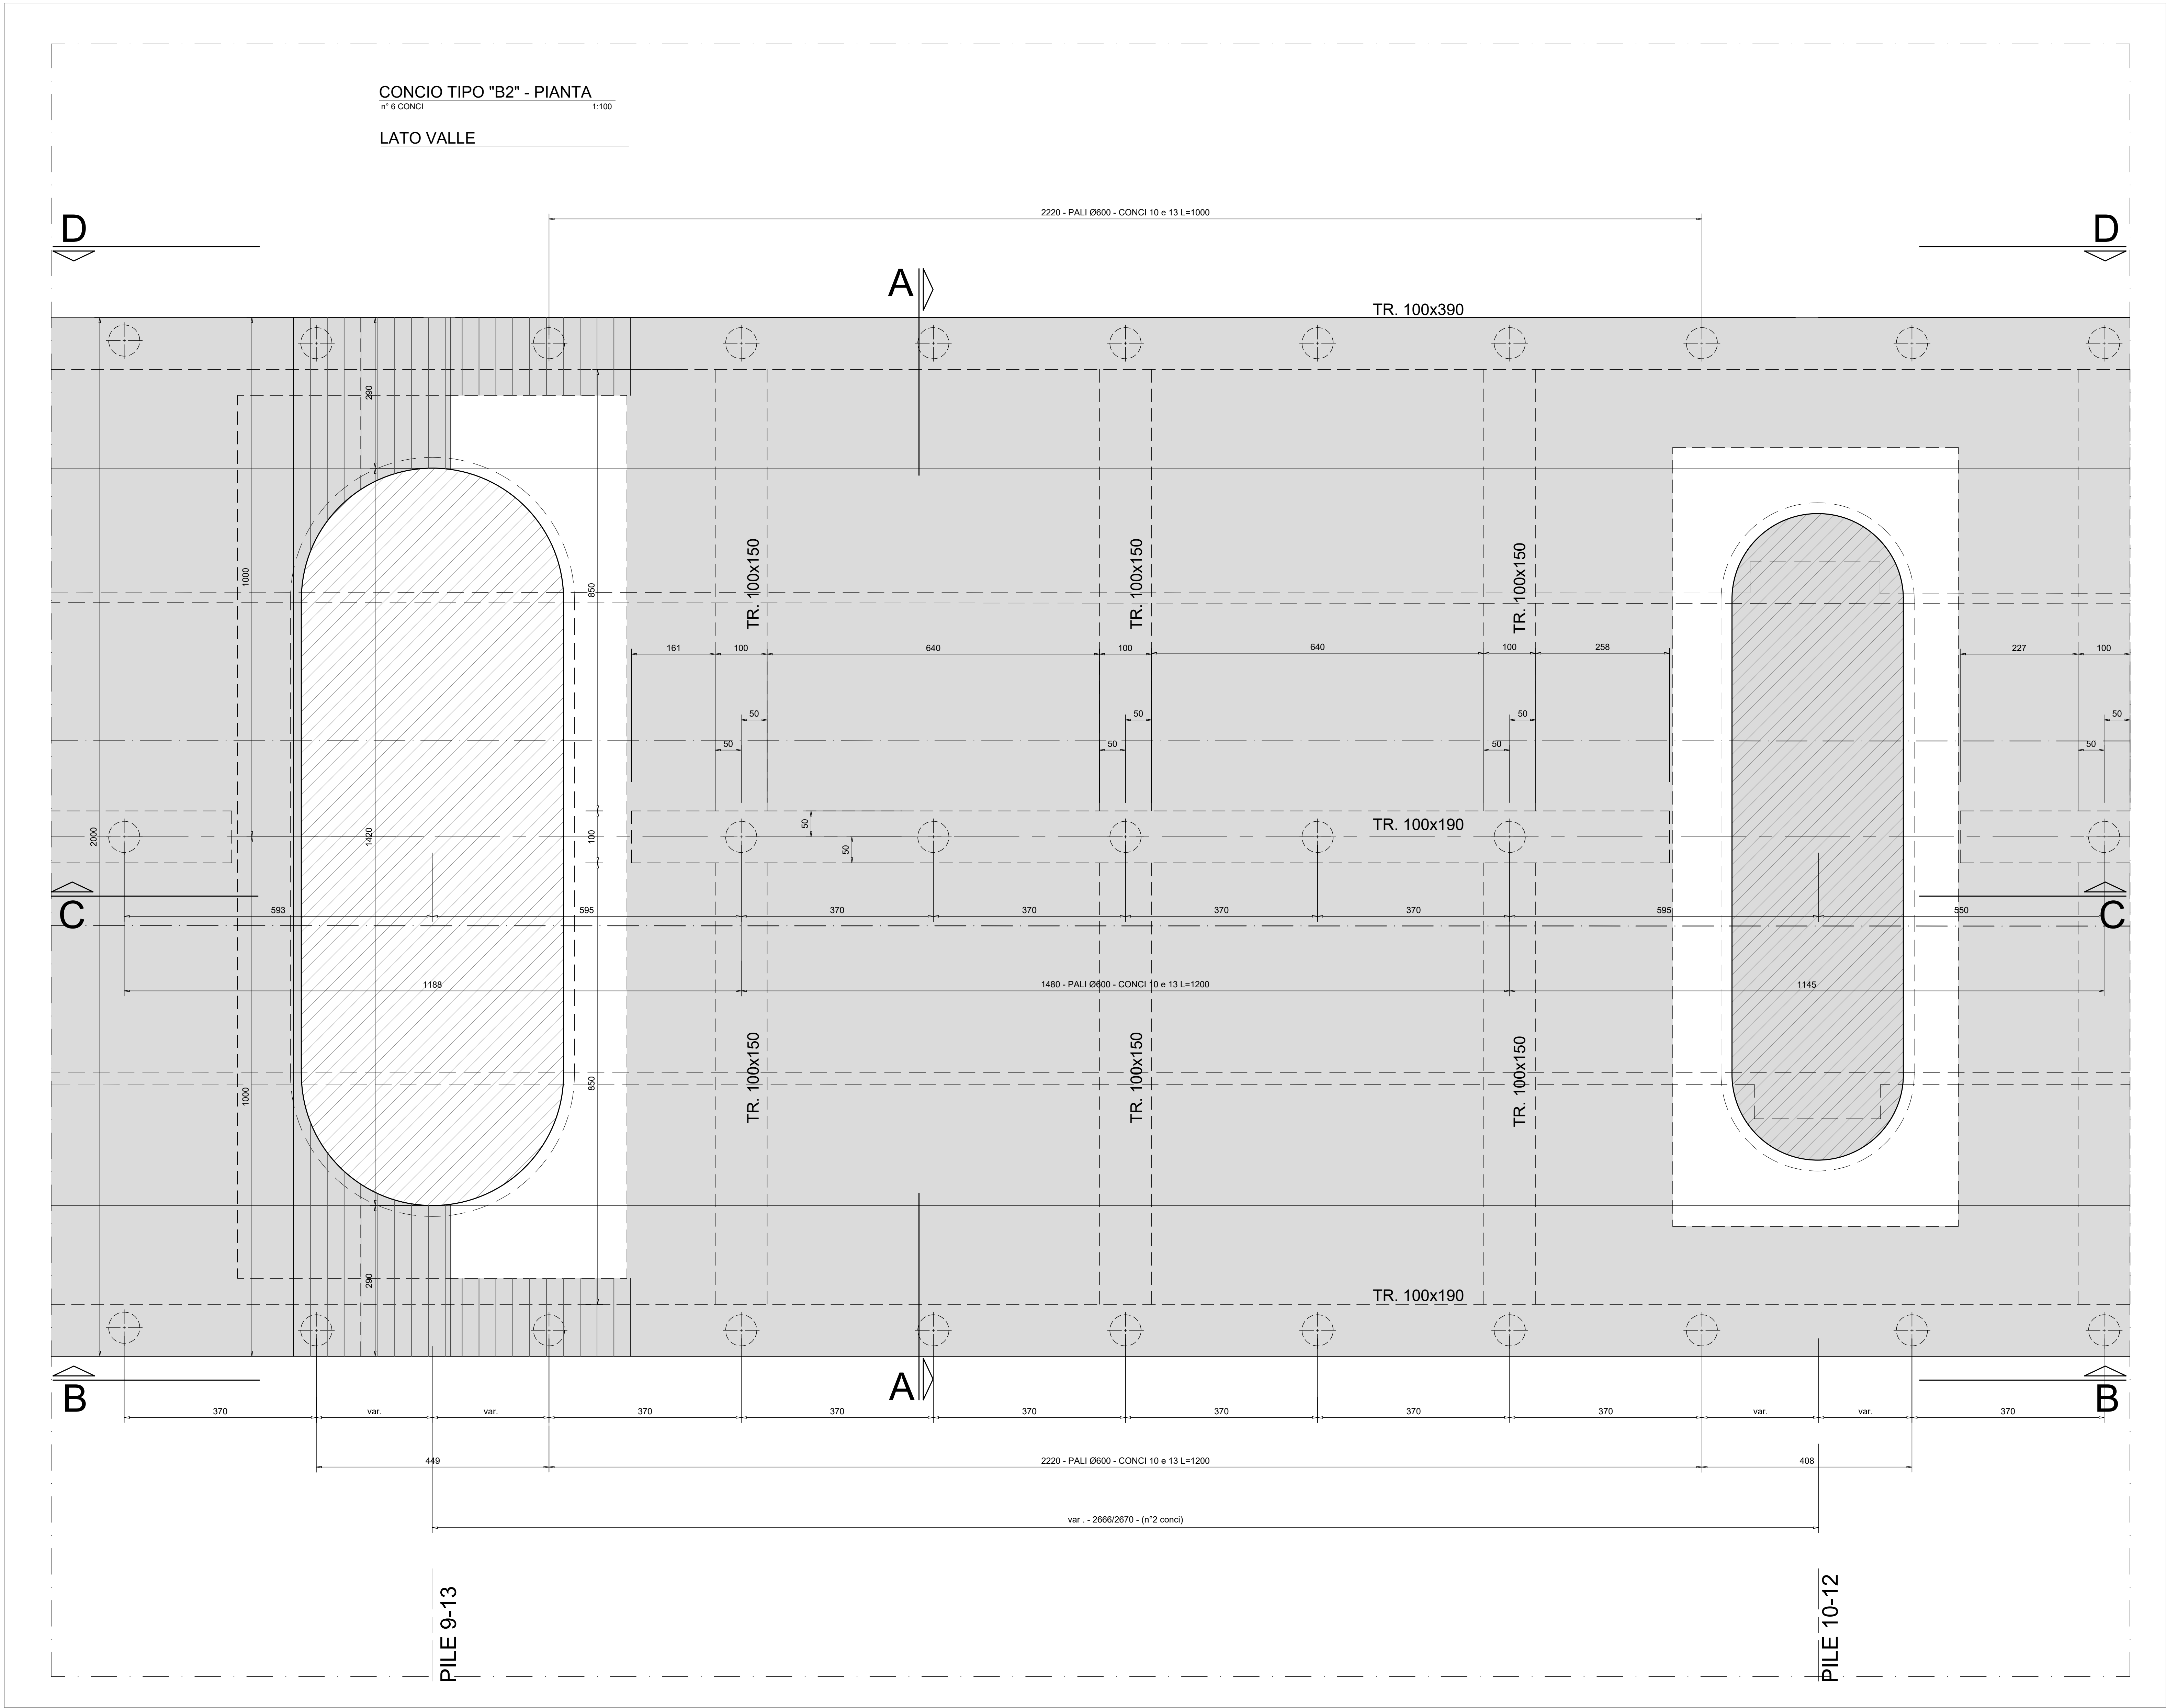 CONCIO TIPO "B2" - PIANTA
n° 6 CONCI 1:100
LATO VALLE
2220 - PALI Ø600 - CONCI 10 e 13 L=1000
D
D
A
TR. 100x390
290
1000
850
TR. 100x150
TR. 100x150
TR. 100x150
161
100
640
100
640
100
258
227
100
50
50
50
50
50
50
50
50
2000
1420
100
50
50
TR. 100x190
C
593
595
370
370
370
370
595
550
C
1188
1480 - PALI Ø600 - CONCI 10 e 13 L=1200
1145
1000
850
TR. 100x150
TR. 100x150
TR. 100x150
290
TR. 100x190
B
A
B
370
var.
var.
370
370
370
370
370
370
var.
var.
370
449
2220 - PALI Ø600 - CONCI 10 e 13 L=1200
408
var . - 2666/2670 - (n°2 conci)
PILE 9-13
PILE 10-12